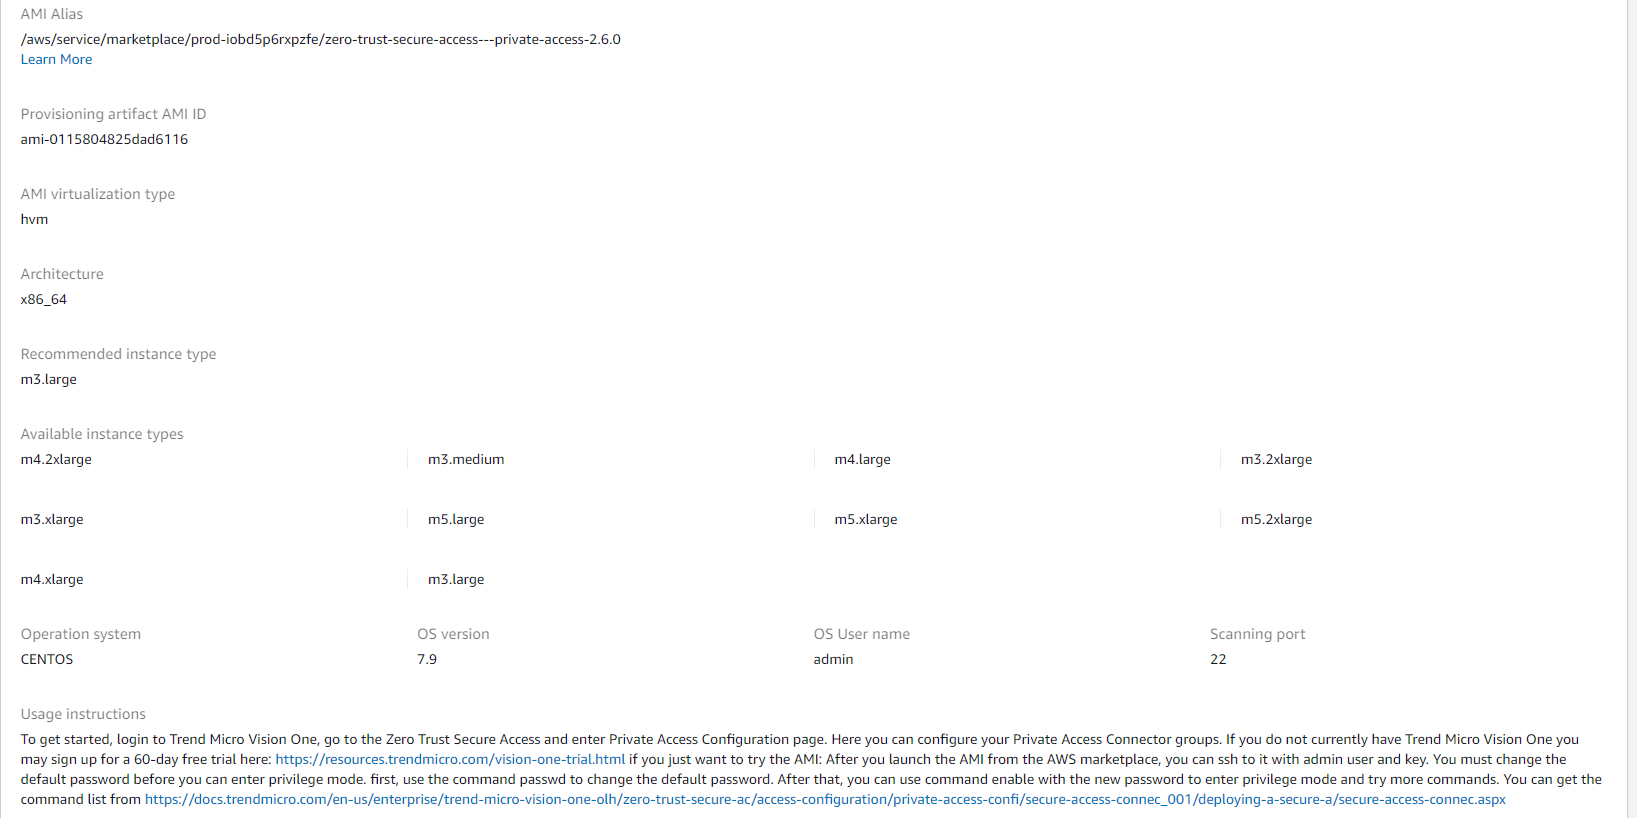 AMI Alias
/aws/service/marketplace/prod-iobd5p6rxpzfe/zero-trust-secure-access---private-access-2.6.0
Learn More
Provisioning artifact AMI ID
ami-0115804825dad6116
AMI virtualization type
hvm
Architecture
x86_64
Recommended instance type
m3.large
Available instance types
m4.2xlarge m3.medium m4.large m3.2xlarge
m3.xlarge m5.large m5.xlarge m5.2xlarge
m4.xlarge m3.large
Operation system OS version OS User name Scanning port
CENTOS 7.9 admin 22
Usage instructions
To get started, login to Trend Micro Vision One, go to the Zero Trust Secure Access and enter Private Access Configuration page. Here you can configure your Private Access Connector groups. If you do not currently have Trend Micro Vision One you
may sign up for a 60-day free trial here: https://resources.trendmicro.com/vision-one-trial.html if you just want to try the AMI: After you launch the AMI from the AWS marketplace, you can ssh to it with admin user and key. You must change the
default password before you can enter privilege mode. first, use the command passwd to change the default password. After that, you can use command enable with the new password to enter privilege mode and try more commands. You can get the
command list from https://docs.trendmicro.com/en-us/enterprise/trend-micro-vision-one-olh/zero-trust-secure-ac/access-configuration/private-access-confi/secure-access-connec_001/deploying-a-secure-a/secure-access-connec.aspx